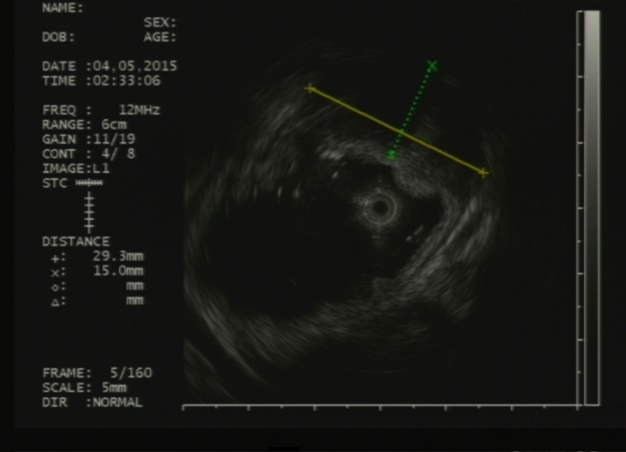 NAME:
SEX:
DOB: AGE:
DATE :04.05.2015
TIME :02:33:06
FREQ : 12MHz
RANGE: 6cm
GAIN :11/19
CONT : 4/ 8
IMAGE:L1
STC
DISTANCE
+: 29.3mm
×: 15.0mm
◇: mm
△: mm
FRAME: 5/160
SCALE: 5mm
DIR :NORMAL